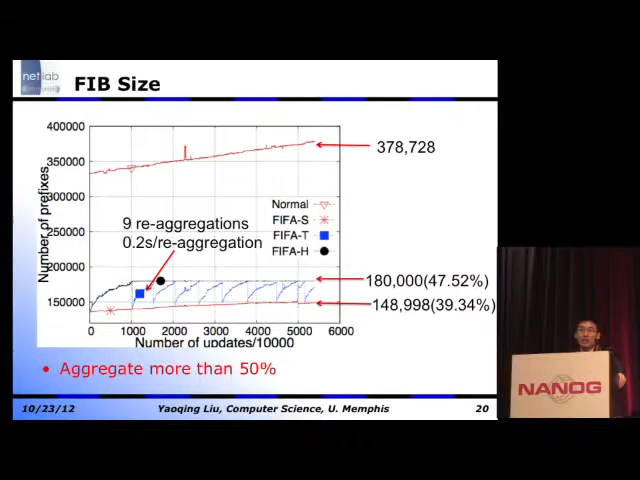 net lab
FIB Size
400000
350000
300000
250000
200000
150000
Number of prefixes
378,728
Normal
FIFA-S
FIFA-T
FIFA-H
9 re-aggregations
0.2s/re-aggregation
180,000(47.52%)
148,998(39.34%)
0 1000 2000 3000 4000 5000 6000
Number of updates/10000
• Aggregate more than 50%
10/23/12 Yaoqing Liu, Computer Science, U. Memphis 20
NANOG